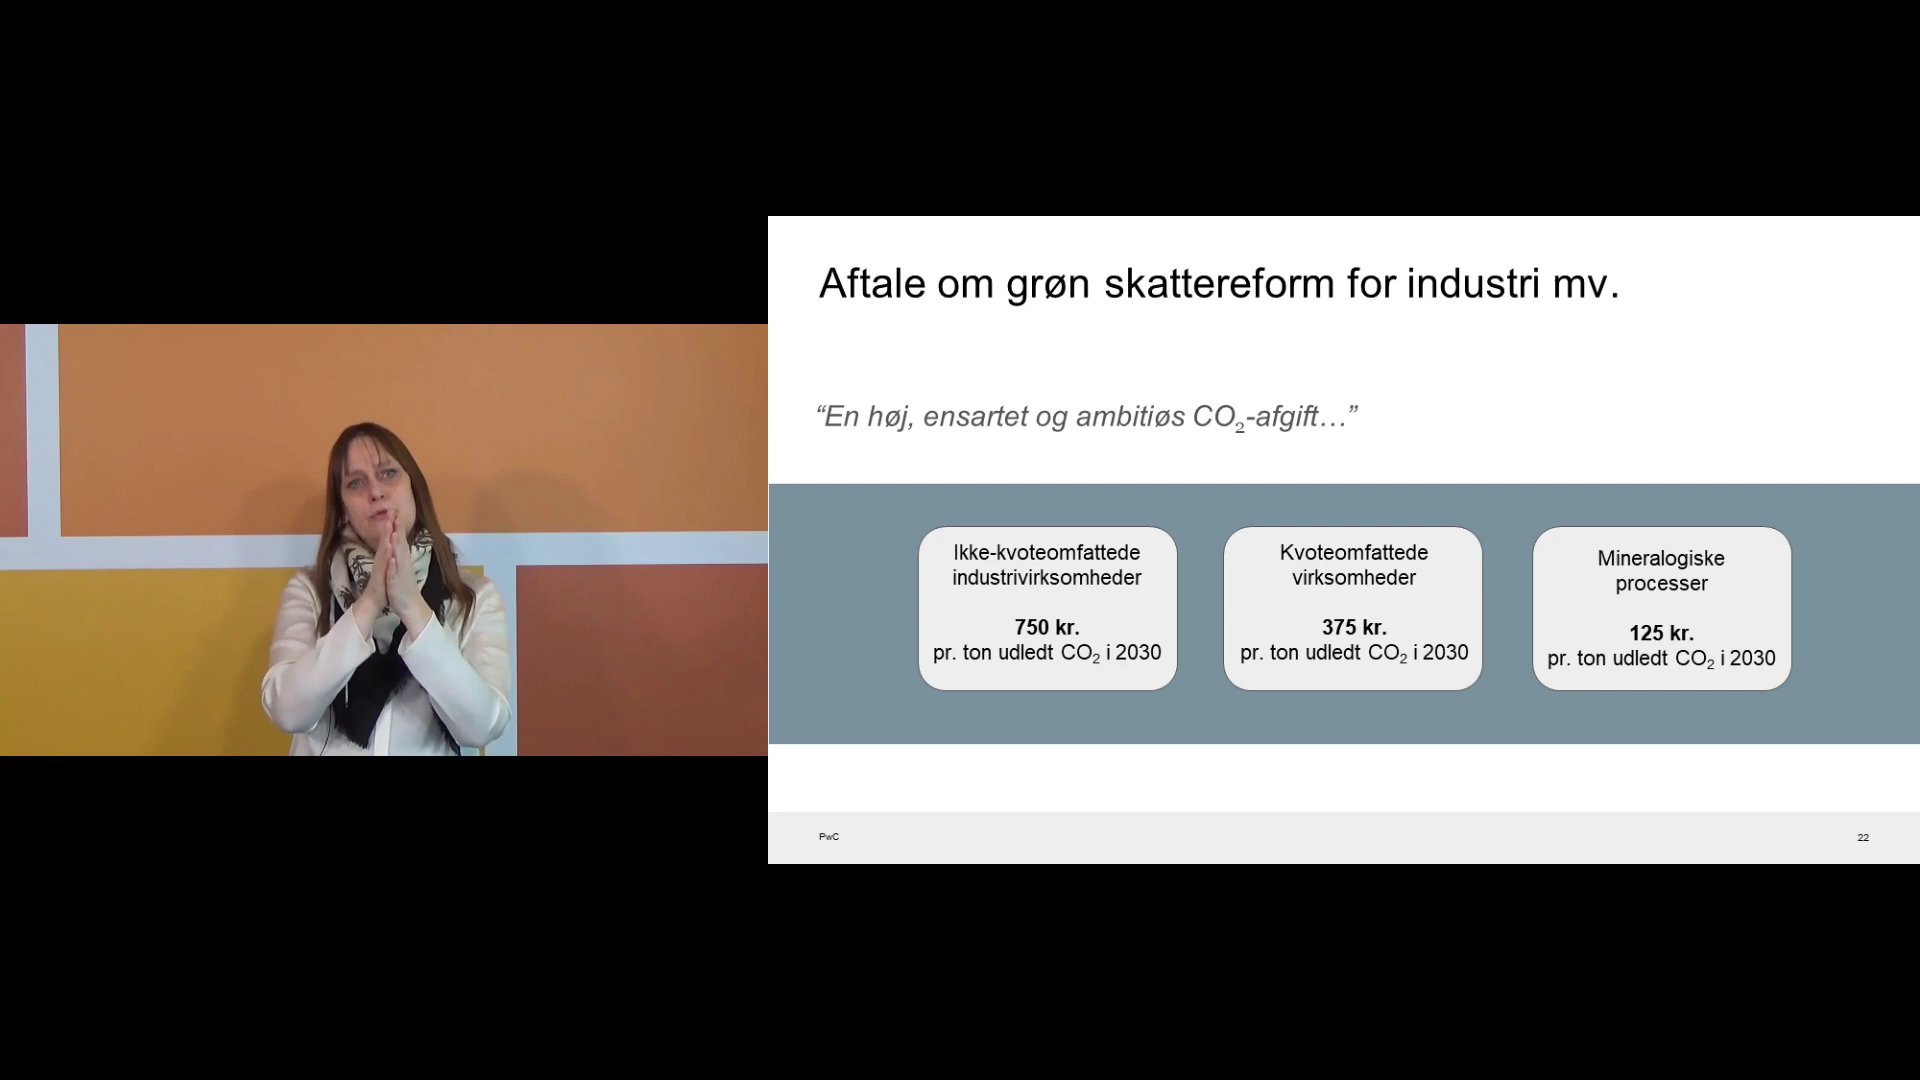 Aftale om grøn skattereform for industri mv.
“En høj, ensartet og ambitiøs CO₂-afgift…”
Ikke-kvoteomfattede
industrivirksomheder
750 kr.
pr. ton udledt CO₂ i 2030
Kvoteomfattede
virksomheder
375 kr.
pr. ton udledt CO₂ i 2030
Mineralogiske
processer
125 kr.
pr. ton udledt CO₂ i 2030
PwC
22